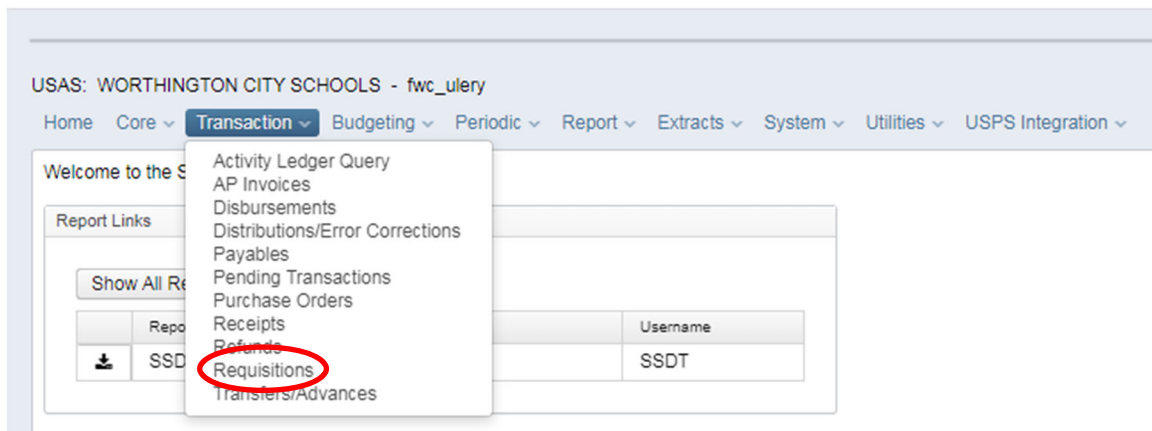 USAS: WORTHINGTON CITY SCHOOLS - fwc_ulery
Home Core Transaction Budgeting Periodic Report Extracts System Utilities USPS Integration
Welcome to the S
Activity Ledger Query
AP Invoices
Disbursements
Distributions/Error Corrections
Payables
Pending Transactions
Purchase Orders
Receipts
Refunds
Requisitions
Transfers/Advances
Report Links
Show All Re
Repo Username
SSD SSDT